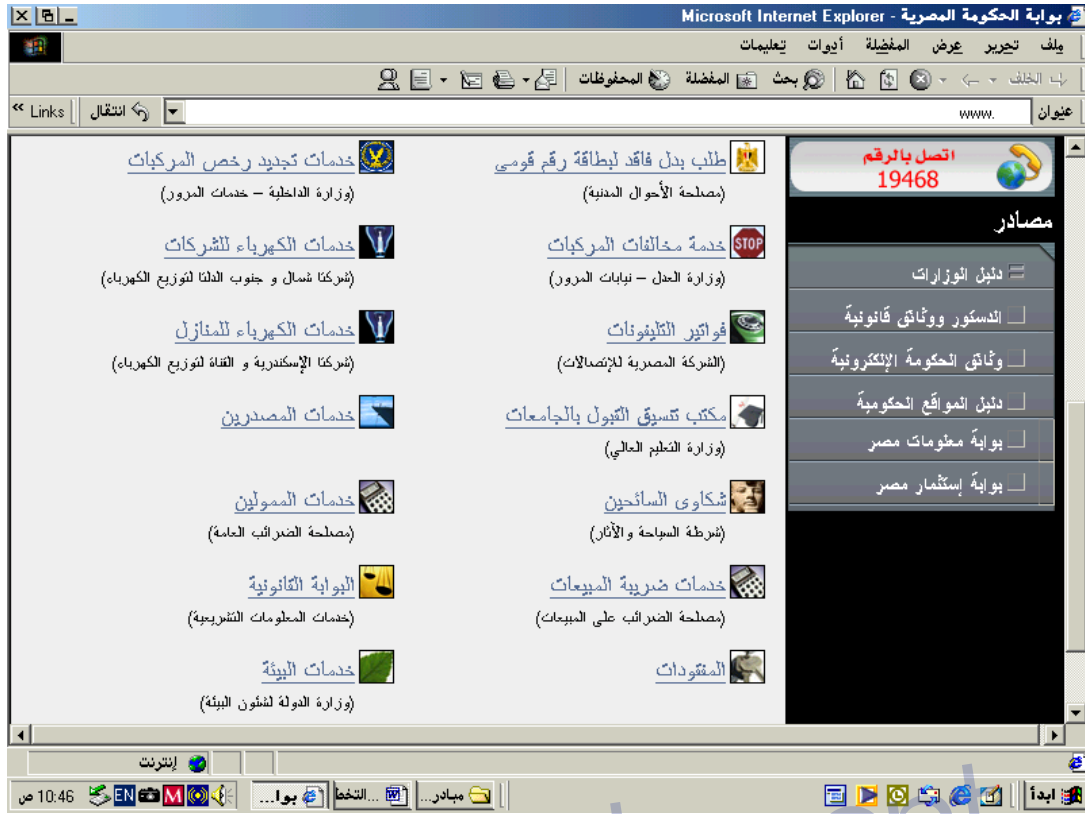 بوابة الحكومة المصرية - Microsoft Internet Explorer
ملف تحرير عرض المفضلة أدوات تعليمات
الخلف بحث المفضلة المحفوظات
عنوان www. انتقال Links »
اتصل بالرقم
19468
مصادر
دليل الوزارات
الدستور ووثائق قانونية
وثائق الحكومة الإلكترونية
دليل المواقع الحكومية
بوابة معلومات مصر
بوابة إستثمار مصر
طلب بدل فاقد لبطاقة رقم قومى
(مصلحة الأحوال المدنية)
خدمة مخالفات المركبات
STOP
(وزارة العدل – نيابات المرور)
فواتير التليفونات
(الشركة المصرية للإتصالات)
مكتب تنسيق القبول بالجامعات
(وزارة التعليم العالي)
شكاوى السائحين
(شرطة السياحة والأثار)
خدمات ضريبة المبيعات
(مصلحة الضرائب على المبيعات)
المفقودات
خدمات تجديد رخص المركبات
(وزارة الداخلية – خدمات المرور)
خدمات الكهرباء للشركات
(شركتا شمال و جنوب الدلتا لتوزيع الكهرباء)
خدمات الكهرباء للمنازل
(شركتا الإسكندرية و القناة لتوزيع الكهرباء)
خدمات المصدرين
خدمات الممولين
(مصلحة الضرائب العامة)
البوابة القانونية
(خدمات المعلومات التشريعية)
خدمات البيئة
(وزارة الدولة لشئون البيئة)
إنترنت
ابدأ مبادر... التخط... بوا... M EN 10:46 ص